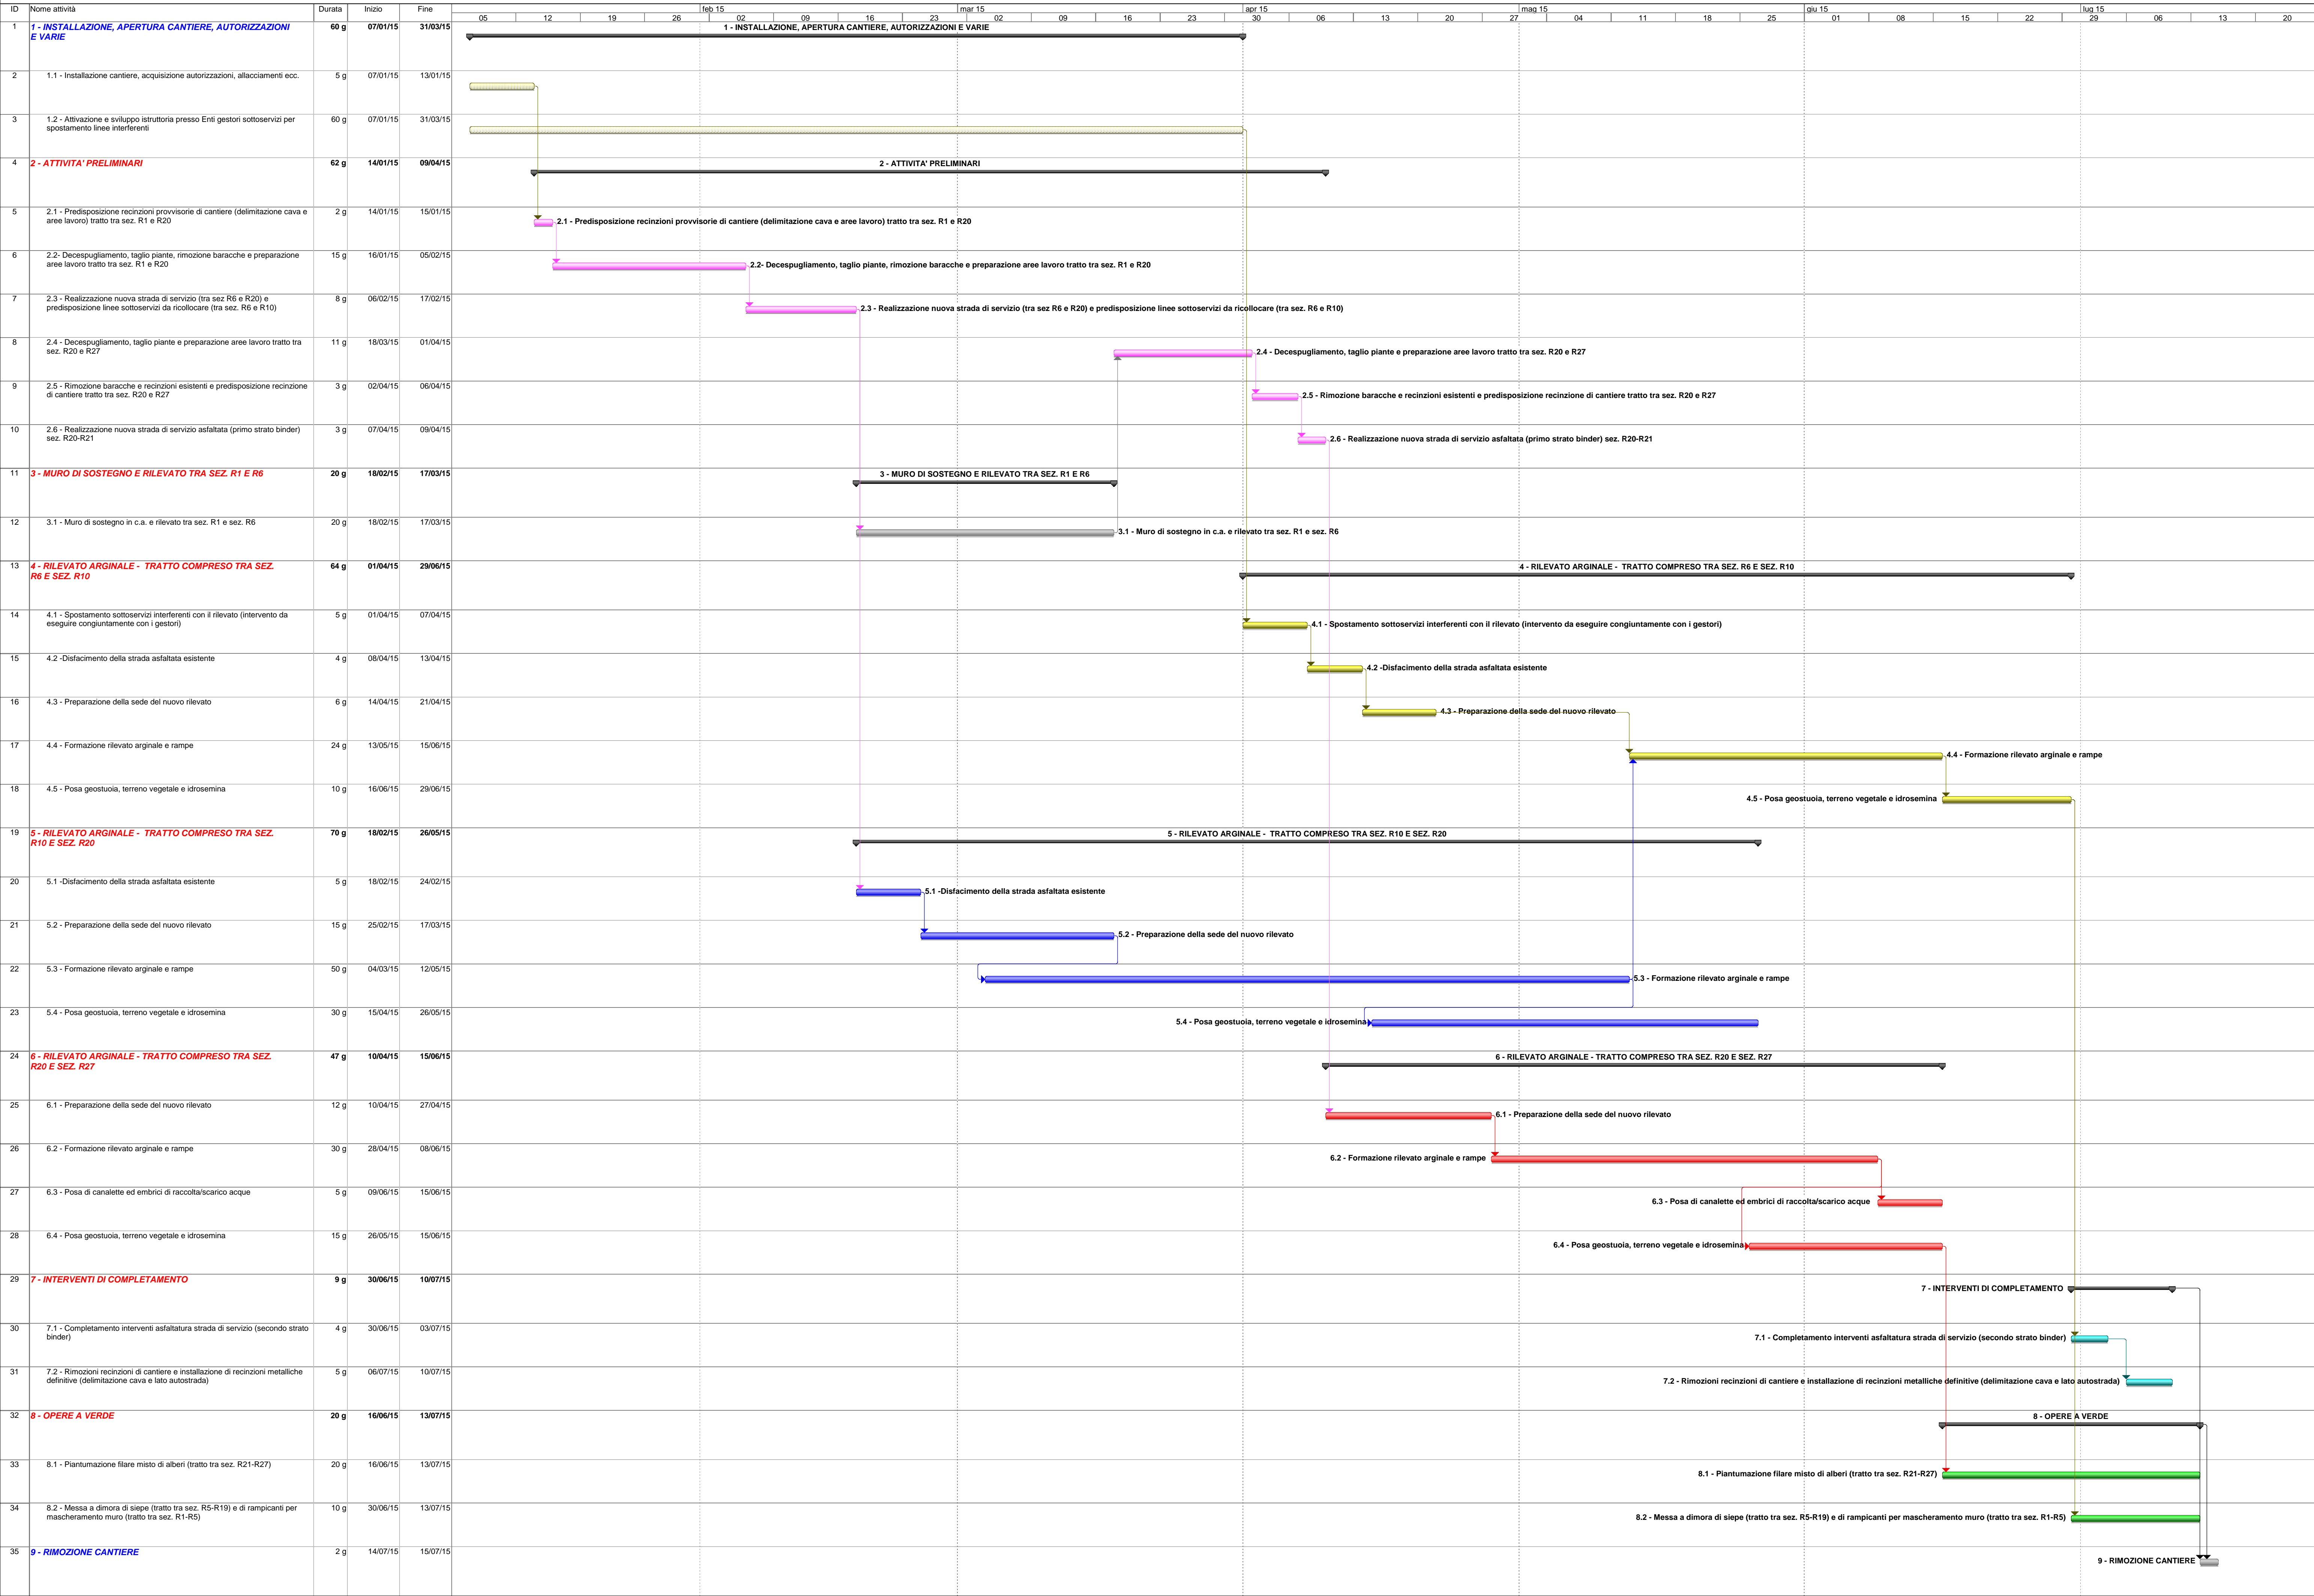 ID Nome attività Durata Inizio Fine feb 15 mar 15 apr 15 mag 15 giu 15 lug 15
05 12 19 26 02 09 16 23 02 09 16 23 30 06 13 20 27 04 11 18 25 01 08 15 22 29 06 13 20
1 1 - INSTALLAZIONE, APERTURA CANTIERE, AUTORIZZAZIONI 60 g 07/01/15 31/03/15 1 - INSTALLAZIONE, APERTURA CANTIERE, AUTORIZZAZIONI E VARIE
E VARIE
2 1.1 - Installazione cantiere, acquisizione autorizzazioni, allacciamenti ecc. 5 g 07/01/15 13/01/15
3 1.2 - Attivazione e sviluppo istruttoria presso Enti gestori sottoservizi per 60 g 07/01/15 31/03/15
spostamento linee interferenti
4 2 - ATTIVITA' PRELIMINARI 62 g 14/01/15 09/04/15 2 - ATTIVITA' PRELIMINARI
5 2.1 - Predisposizione recinzioni provvisorie di cantiere (delimitazione cava e 2 g 14/01/15 15/01/15
aree lavoro) tratto tra sez. R1 e R20
2.1 - Predisposizione recinzioni provvisorie di cantiere (delimitazione cava e aree lavoro) tratto tra sez. R1 e R20
6 2.2- Decespugliamento, taglio piante, rimozione baracche e preparazione 15 g 16/01/15 05/02/15
aree lavoro tratto tra sez. R1 e R20
2.2- Decespugliamento, taglio piante, rimozione baracche e preparazione aree lavoro tratto tra sez. R1 e R20
7 2.3 - Realizzazione nuova strada di servizio (tra sez R6 e R20) e 8 g 06/02/15 17/02/15
predisposizione linee sottoservizi da ricollocare (tra sez. R6 e R10)
2.3 - Realizzazione nuova strada di servizio (tra sez R6 e R20) e predisposizione linee sottoservizi da ricollocare (tra sez. R6 e R10)
8 2.4 - Decespugliamento, taglio piante e preparazione aree lavoro tratto tra 11 g 18/03/15 01/04/15
sez. R20 e R27
2.4 - Decespugliamento, taglio piante e preparazione aree lavoro tratto tra sez. R20 e R27
9 2.5 - Rimozione baracche e recinzioni esistenti e predisposizione recinzione 3 g 02/04/15 06/04/15
di cantiere tratto tra sez. R20 e R27
2.5 - Rimozione baracche e recinzioni esistenti e predisposizione recinzione di cantiere tratto tra sez. R20 e R27
10 2.6 - Realizzazione nuova strada di servizio asfaltata (primo strato binder) 3 g 07/04/15 09/04/15
sez. R20-R21
2.6 - Realizzazione nuova strada di servizio asfaltata (primo strato binder) sez. R20-R21
11 3 - MURO DI SOSTEGNO E RILEVATO TRA SEZ. R1 E R6 20 g 18/02/15 17/03/15 3 - MURO DI SOSTEGNO E RILEVATO TRA SEZ. R1 E R6
12 3.1 - Muro di sostegno in c.a. e rilevato tra sez. R1 e sez. R6 20 g 18/02/15 17/03/15
3.1 - Muro di sostegno in c.a. e rilevato tra sez. R1 e sez. R6
13 4 - RILEVATO ARGINALE - TRATTO COMPRESO TRA SEZ. 64 g 01/04/15 29/06/15 4 - RILEVATO ARGINALE - TRATTO COMPRESO TRA SEZ. R6 E SEZ. R10
R6 E SEZ. R10
14 4.1 - Spostamento sottoservizi interferenti con il rilevato (intervento da 5 g 01/04/15 07/04/15
eseguire congiuntamente con i gestori)
4.1 - Spostamento sottoservizi interferenti con il rilevato (intervento da eseguire congiuntamente con i gestori)
15 4.2 -Disfacimento della strada asfaltata esistente 4 g 08/04/15 13/04/15
4.2 -Disfacimento della strada asfaltata esistente
16 4.3 - Preparazione della sede del nuovo rilevato 6 g 14/04/15 21/04/15
4.3 - Preparazione della sede del nuovo rilevato
17 4.4 - Formazione rilevato arginale e rampe 24 g 13/05/15 15/06/15
4.4 - Formazione rilevato arginale e rampe
18 4.5 - Posa geostuoia, terreno vegetale e idrosemina 10 g 16/06/15 29/06/15
4.5 - Posa geostuoia, terreno vegetale e idrosemina
19 5 - RILEVATO ARGINALE - TRATTO COMPRESO TRA SEZ. 70 g 18/02/15 26/05/15 5 - RILEVATO ARGINALE - TRATTO COMPRESO TRA SEZ. R10 E SEZ. R20
R10 E SEZ. R20
20 5.1 -Disfacimento della strada asfaltata esistente 5 g 18/02/15 24/02/15
5.1 -Disfacimento della strada asfaltata esistente
21 5.2 - Preparazione della sede del nuovo rilevato 15 g 25/02/15 17/03/15
5.2 - Preparazione della sede del nuovo rilevato
22 5.3 - Formazione rilevato arginale e rampe 50 g 04/03/15 12/05/15
5.3 - Formazione rilevato arginale e rampe
23 5.4 - Posa geostuoia, terreno vegetale e idrosemina 30 g 15/04/15 26/05/15
5.4 - Posa geostuoia, terreno vegetale e idrosemina
24 6 - RILEVATO ARGINALE - TRATTO COMPRESO TRA SEZ. 47 g 10/04/15 15/06/15 6 - RILEVATO ARGINALE - TRATTO COMPRESO TRA SEZ. R20 E SEZ. R27
R20 E SEZ. R27
25 6.1 - Preparazione della sede del nuovo rilevato 12 g 10/04/15 27/04/15
6.1 - Preparazione della sede del nuovo rilevato
26 6.2 - Formazione rilevato arginale e rampe 30 g 28/04/15 08/06/15
6.2 - Formazione rilevato arginale e rampe
27 6.3 - Posa di canalette ed embrici di raccolta/scarico acque 5 g 09/06/15 15/06/15
6.3 - Posa di canalette ed embrici di raccolta/scarico acque
28 6.4 - Posa geostuoia, terreno vegetale e idrosemina 15 g 26/05/15 15/06/15
6.4 - Posa geostuoia, terreno vegetale e idrosemina
29 7 - INTERVENTI DI COMPLETAMENTO 9 g 30/06/15 10/07/15
7 - INTERVENTI DI COMPLETAMENTO
30 7.1 - Completamento interventi asfaltatura strada di servizio (secondo strato 4 g 30/06/15 03/07/15
binder)
7.1 - Completamento interventi asfaltatura strada di servizio (secondo strato binder)
31 7.2 - Rimozioni recinzioni di cantiere e installazione di recinzioni metalliche 5 g 06/07/15 10/07/15
definitive (delimitazione cava e lato autostrada)
7.2 - Rimozioni recinzioni di cantiere e installazione di recinzioni metalliche definitive (delimitazione cava e lato autostrada)
32 8 - OPERE A VERDE 20 g 16/06/15 13/07/15 8 - OPERE A VERDE
33 8.1 - Piantumazione filare misto di alberi (tratto tra sez. R21-R27) 20 g 16/06/15 13/07/15
8.1 - Piantumazione filare misto di alberi (tratto tra sez. R21-R27)
34 8.2 - Messa a dimora di siepe (tratto tra sez. R5-R19) e di rampicanti per 10 g 30/06/15 13/07/15
mascheramento muro (tratto tra sez. R1-R5)
8.2 - Messa a dimora di siepe (tratto tra sez. R5-R19) e di rampicanti per mascheramento muro (tratto tra sez. R1-R5)
35 9 - RIMOZIONE CANTIERE 2 g 14/07/15 15/07/15
9 - RIMOZIONE CANTIERE